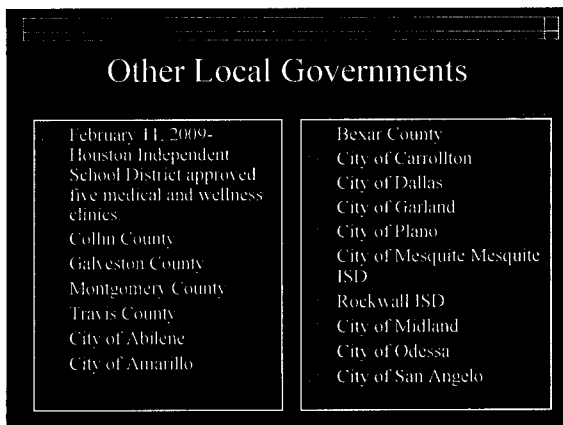 Other Local Governments
February 11, 2009-
Houston Independent
School District approved
five medical and wellness
clinics.
Collin County
Galveston County
Montgomery County
Travis County
City of Abilene
City of Amarillo
Bexar County
City of Carrollton
City of Dallas
City of Garland
City of Plano
City of Mesquite Mesquite
ISD
Rockwall ISD
City of Midland
City of Odessa
City of San Angelo